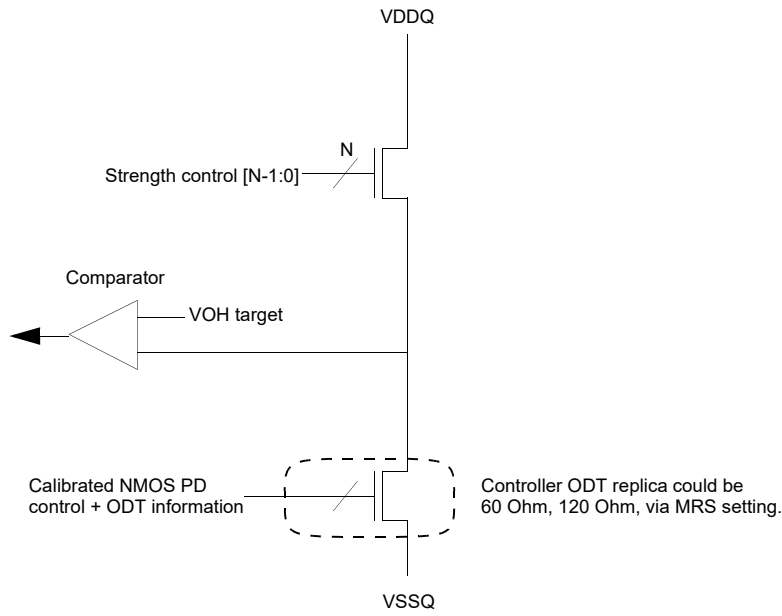 VDDQ
N
Strength control [N-1:0]
Comparator
VOH target
Calibrated NMOS PD
control + ODT information
Controller ODT replica could be
60 Ohm, 120 Ohm, via MRS setting.
VSSQ